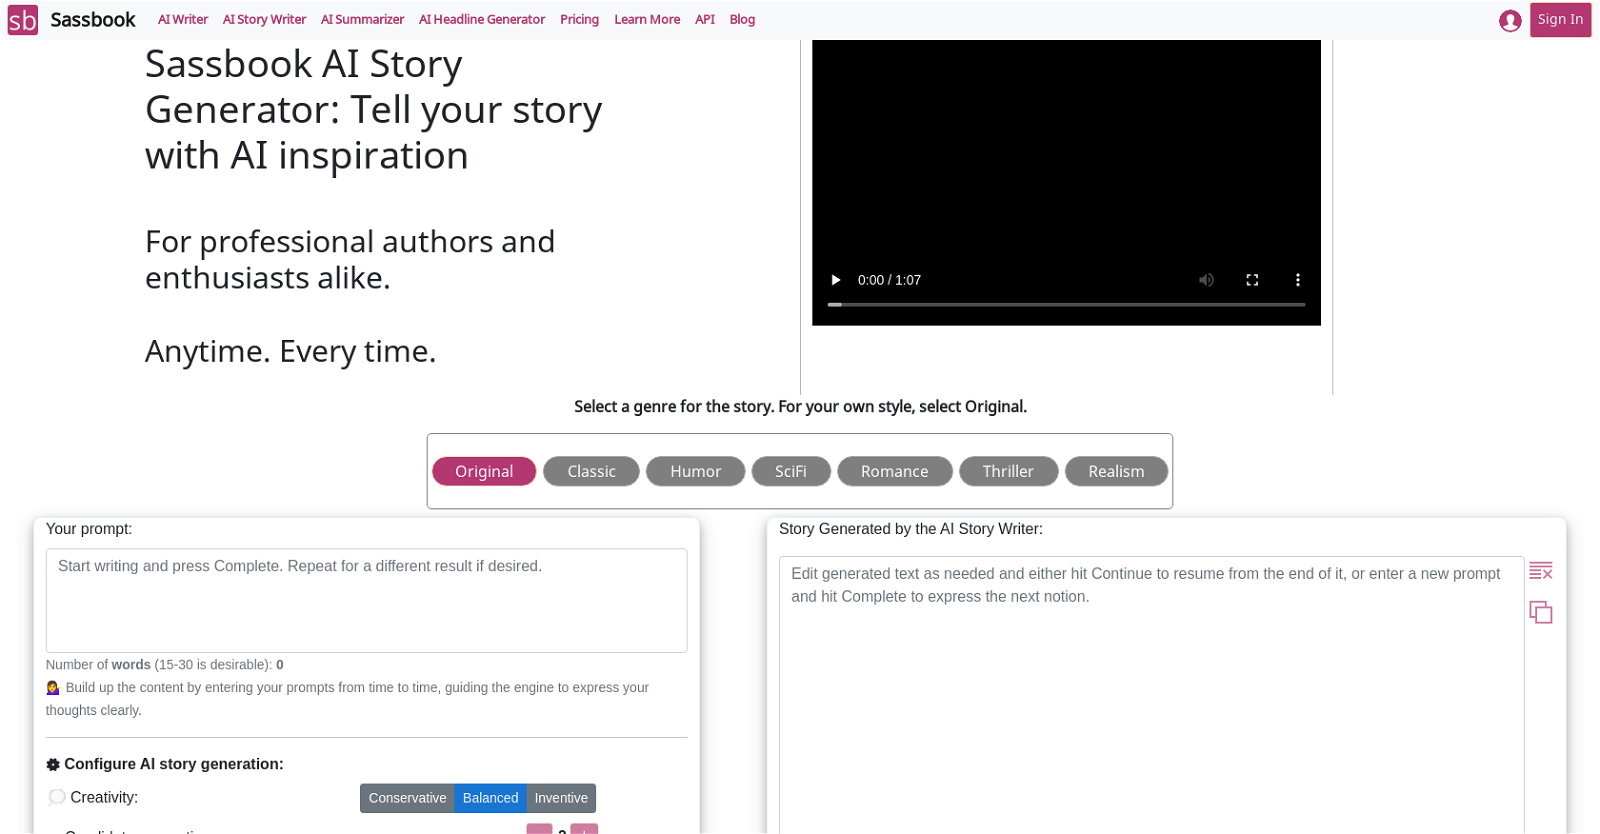 sb Sassbook AI Writer AI Story Writer AI Summarizer AI Headline Generator Pricing Learn More API Blog Sign In
Sassbook AI Story
Generator: Tell your story
with AI inspiration
For professional authors and
enthusiasts alike.
Anytime. Every time.
0:00 / 1:07
Select a genre for the story. For your own style, select Original.
Original Classic Humor SciFi Romance Thriller Realism
Your prompt:
Start writing and press Complete. Repeat for a different result if desired.
Number of words (15-30 is desirable): 0
Build up the content by entering your prompts from time to time, guiding the engine to express your
thoughts clearly.
Configure AI story generation:
Creativity: Conservative Balanced Inventive
Story Generated by the AI Story Writer:
Edit generated text as needed and either hit Continue to resume from the end of it, or enter a new prompt
and hit Complete to express the next notion.